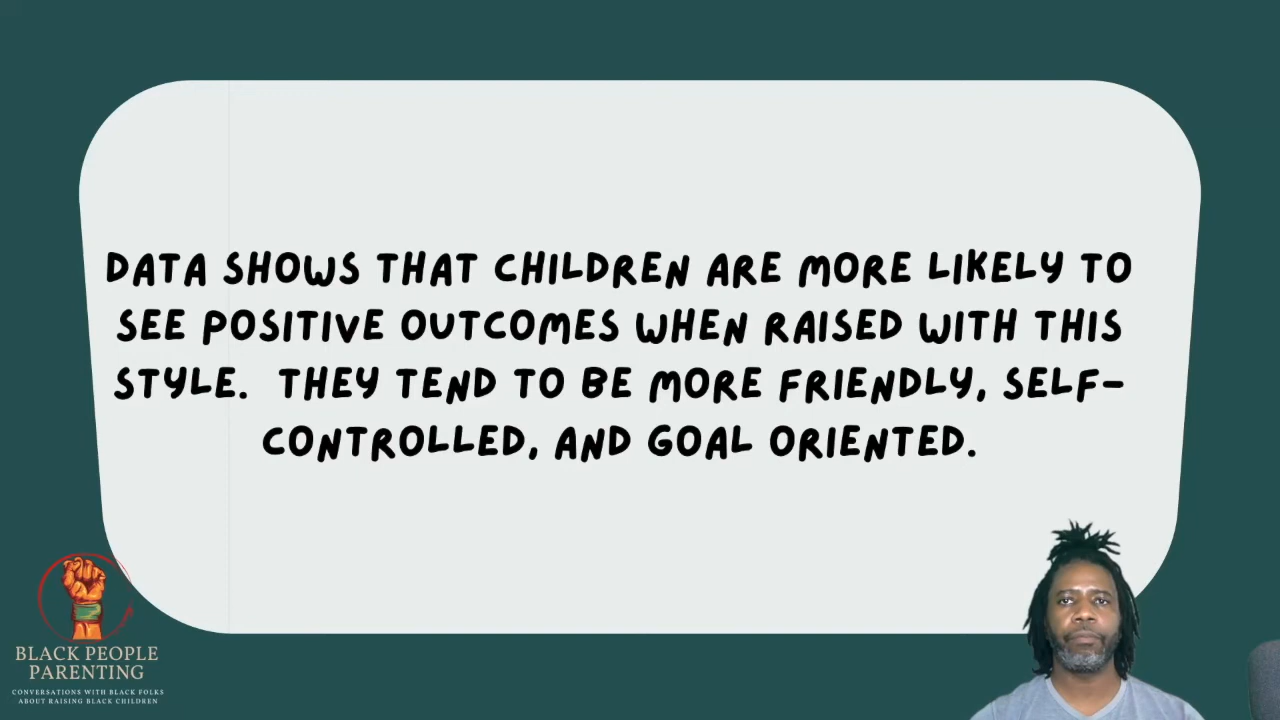 DATA SHOWS THAT CHILDREN ARE MORE LIKELY TO
SEE POSITIVE OUTCOMES WHEN RAISED WITH THIS
STYLE.  THEY TEND TO BE MORE FRIENDLY, SELF-
CONTROLLED, AND GOAL ORIENTED.
BLACK PEOPLE
PARENTING
CONVERSATIONS WITH BLACK FOLKS
ABOUT RAISING BLACK CHILDREN